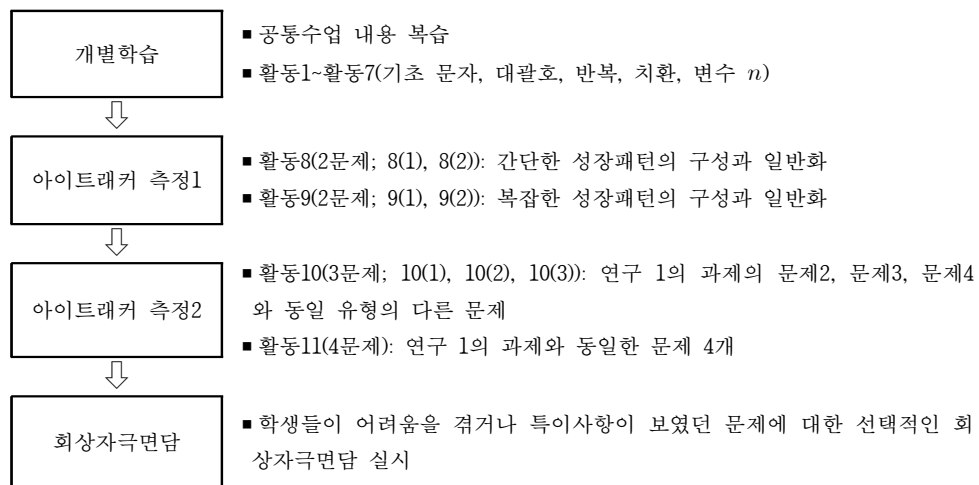 개별학습
■ 공통수업 내용 복습
■ 활동1~활동7(기초 문자, 대괄호, 반복, 치환, 변수 n)
아이트래커 측정1
■ 활동8(2문제; 8(1), 8(2)): 간단한 성장패턴의 구성과 일반화
■ 활동9(2문제; 9(1), 9(2)): 복잡한 성장패턴의 구성과 일반화
아이트래커 측정2
■ 활동10(3문제; 10(1), 10(2), 10(3)): 연구 1의 과제의 문제2, 문제3, 문제4
와 동일 유형의 다른 문제
■ 활동11(4문제): 연구 1의 과제와 동일한 문제 4개
회상자극면담
■ 학생들이 어려움을 겪거나 특이사항이 보였던 문제에 대한 선택적인 회
상자극면담 실시